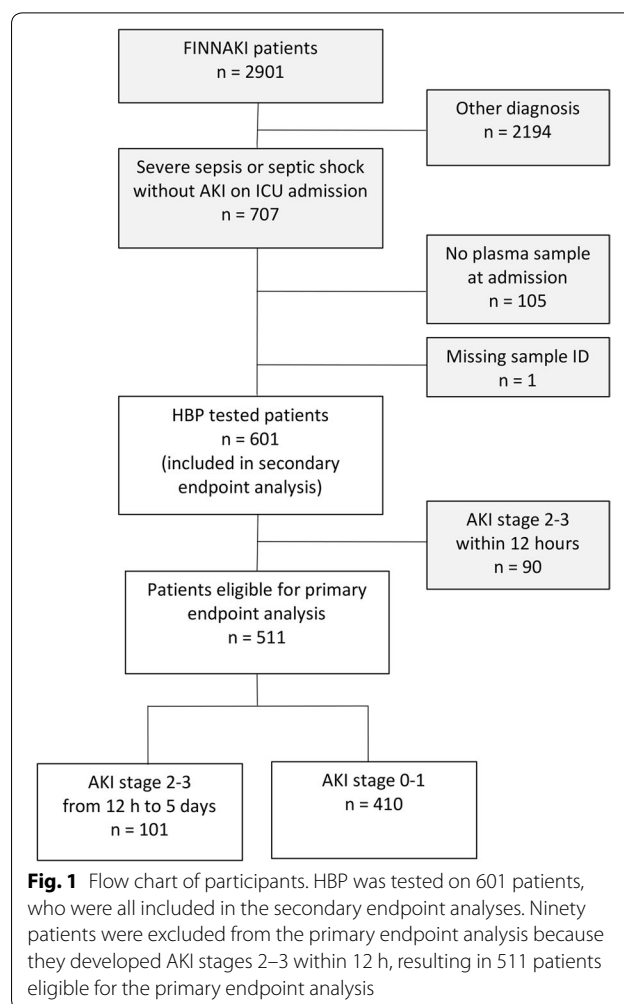 FINNAKI patients
n = 2901
Other diagnosis
n = 2194
Severe sepsis or septic shock
without AKI on ICU admission
n = 707
No plasma sample
at admission
n = 105
Missing sample ID
n = 1
HBP tested patients
n = 601
(included in secondary
endpoint analysis)
AKI stage 2-3
within 12 hours
n = 90
Patients eligible for primary
endpoint analysis
n = 511
AKI stage 2-3
from 12 h to 5 days
n = 101
AKI stage 0-1
n = 410
Fig. 1 Flow chart of participants. HBP was tested on 601 patients,
who were all included in the secondary endpoint analyses. Ninety
patients were excluded from the primary endpoint analysis because
they developed AKI stages 2–3 within 12 h, resulting in 511 patients
eligible for the primary endpoint analysis